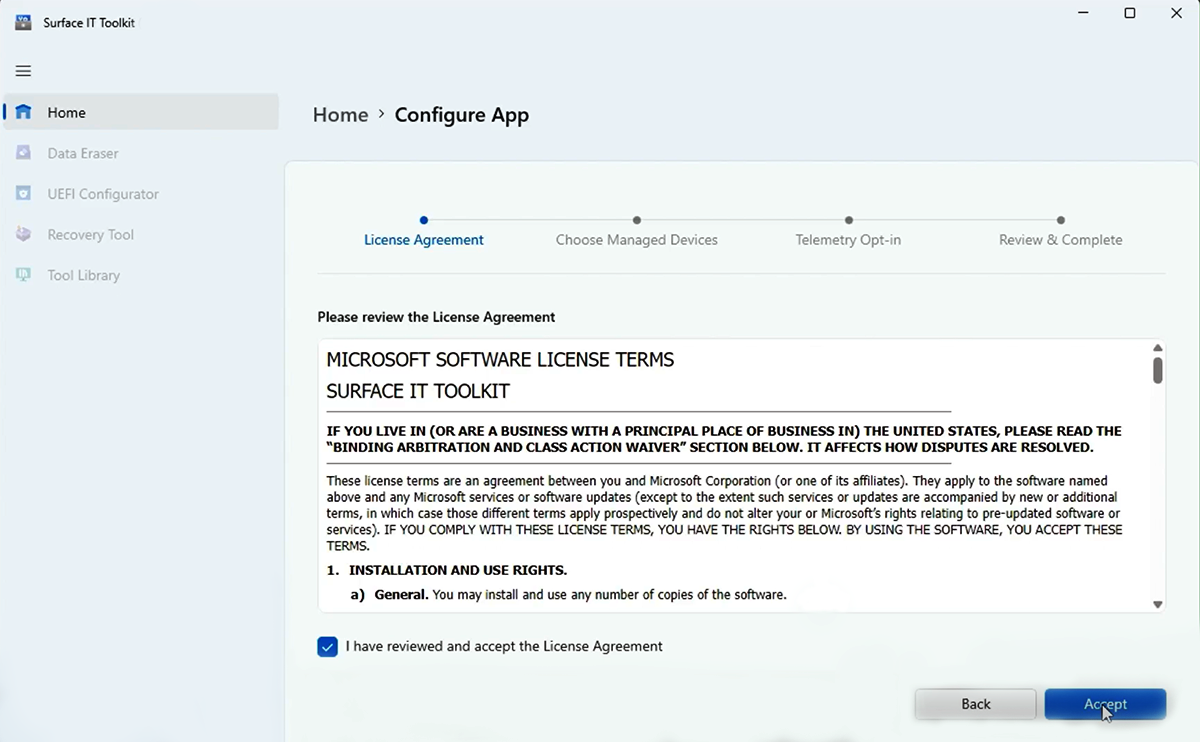 Surface IT Toolkit
Home
Data Eraser
UEFI Configurator
Recovery Tool
Tool Library
Home > Configure App
License Agreement
Choose Managed Devices
Telemetry Opt-in
Review & Complete
Please review the License Agreement
MICROSOFT SOFTWARE LICENSE TERMS
SURFACE IT TOOLKIT
IF YOU LIVE IN (OR ARE A BUSINESS WITH A PRINCIPAL PLACE OF BUSINESS IN) THE UNITED STATES, PLEASE READ THE
“BINDING ARBITRATION AND CLASS ACTION WAIVER” SECTION BELOW. IT AFFECTS HOW DISPUTES ARE RESOLVED.
These license terms are an agreement between you and Microsoft Corporation (or one of its affiliates). They apply to the software named
above and any Microsoft services or software updates (except to the extent such services or updates are accompanied by new or additional
terms, in which case those different terms apply prospectively and do not alter your or Microsoft’s rights relating to pre-updated software or
services). IF YOU COMPLY WITH THESE LICENSE TERMS, YOU HAVE THE RIGHTS BELOW. BY USING THE SOFTWARE, YOU ACCEPT THESE
TERMS.
1. INSTALLATION AND USE RIGHTS.
a) General. You may install and use any number of copies of the software.
I have reviewed and accept the License Agreement
Back
Accept